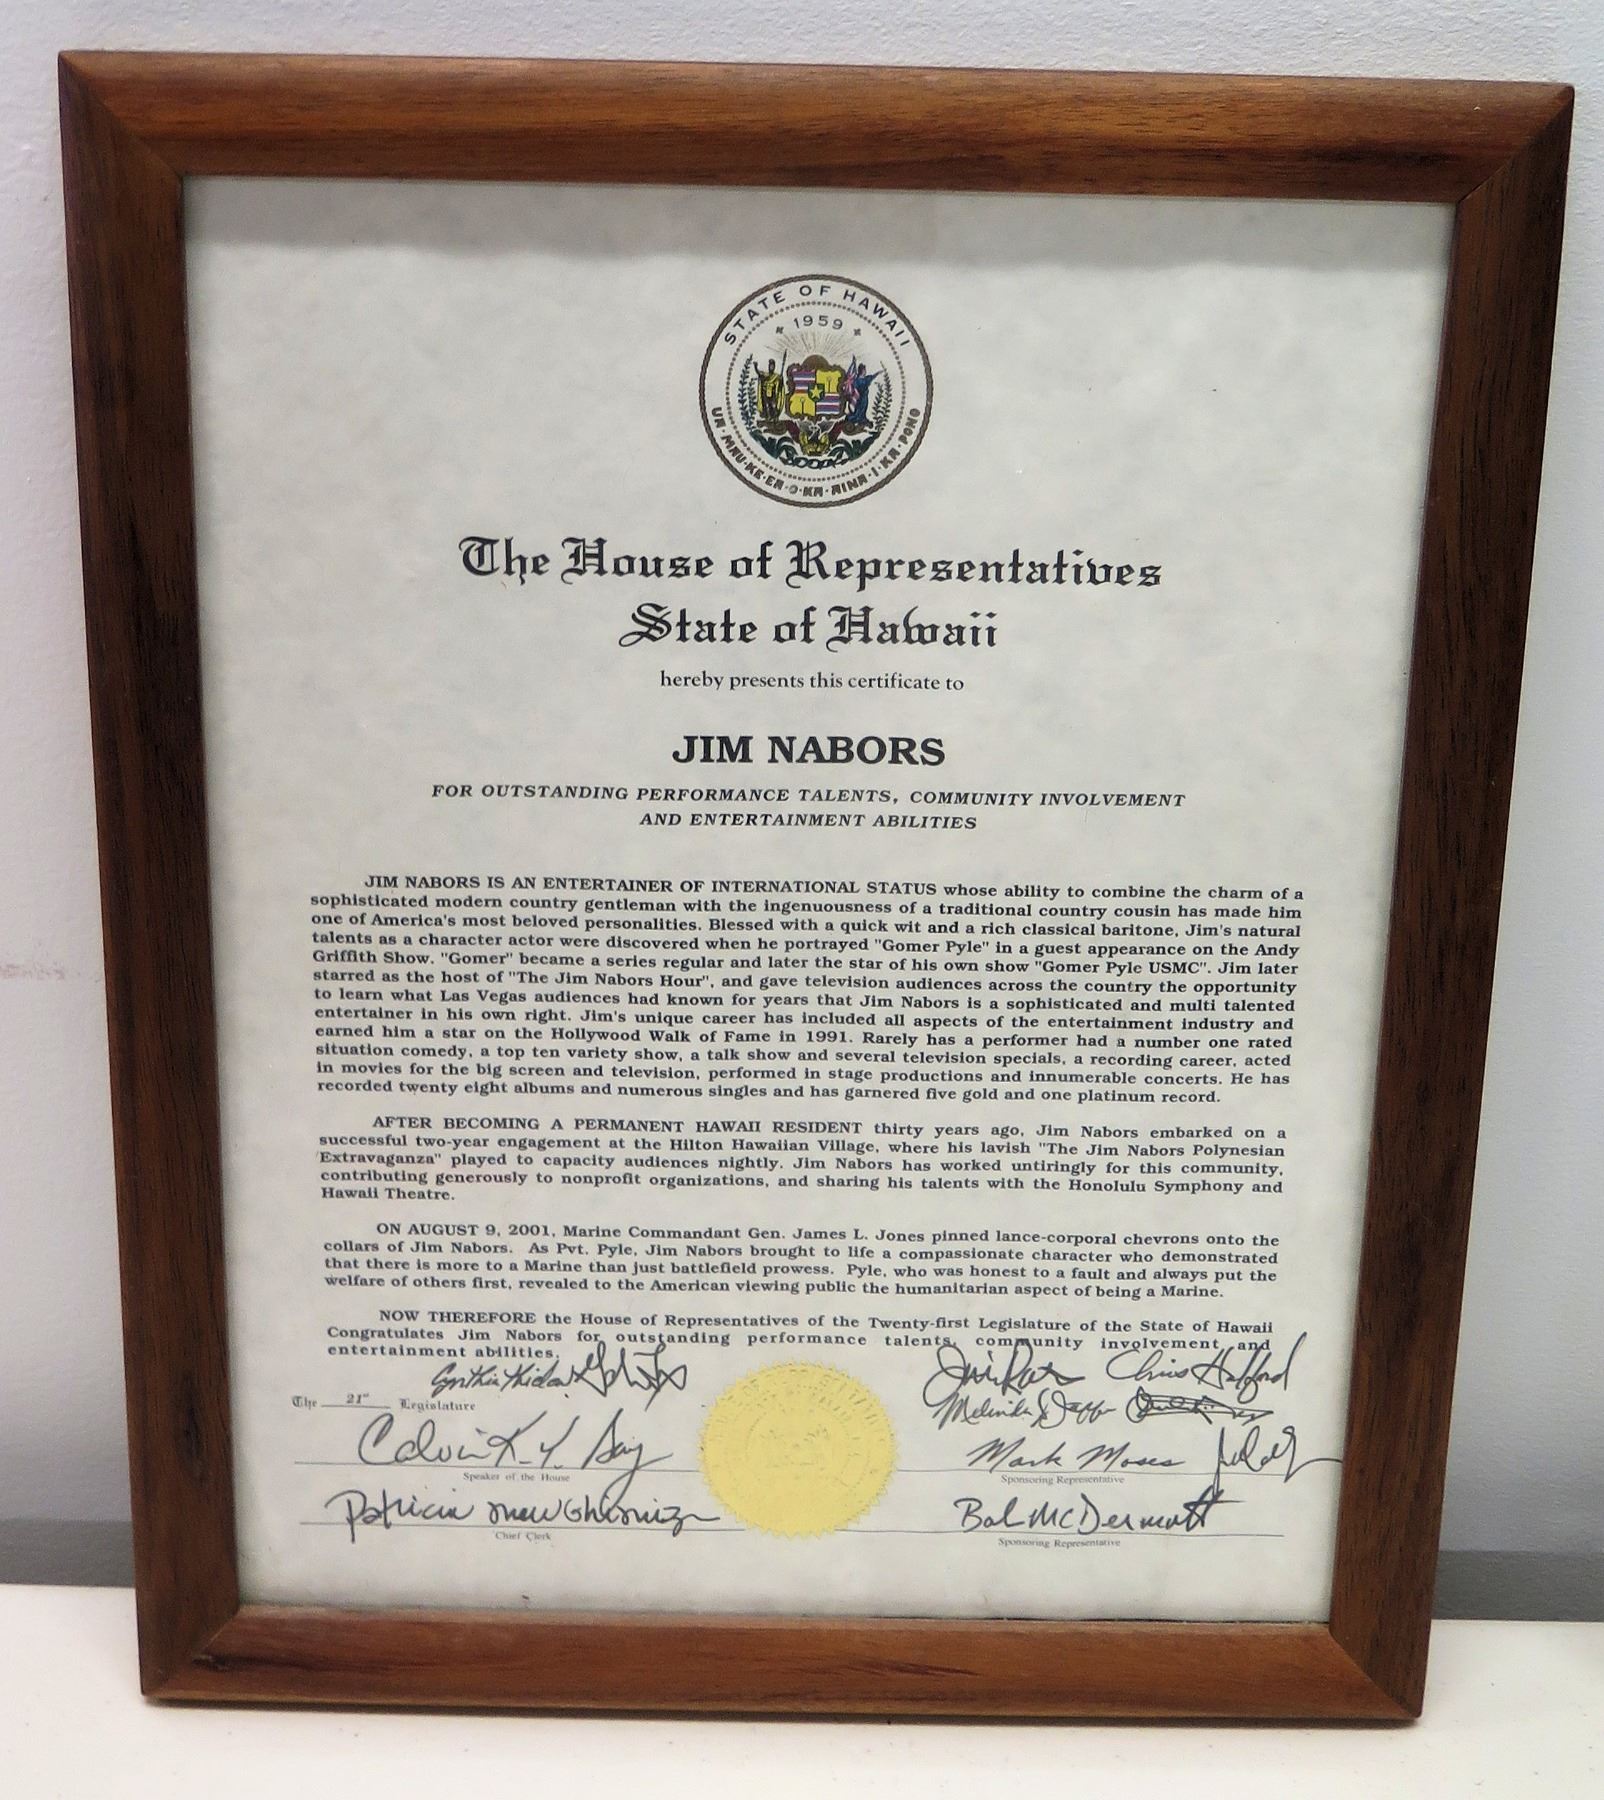 STATE OF HAWAII
1959
UA·MAU·KE·EA·O·KA·AINA·I·KA·PONO
The House of Representatives
State of Hawaii
hereby presents this certificate to
JIM NABORS
FOR OUTSTANDING PERFORMANCE TALENTS, COMMUNITY INVOLVEMENT
AND ENTERTAINMENT ABILITIES
JIM NABORS IS AN ENTERTAINER OF INTERNATIONAL STATUS whose ability to combine the charm of a
sophisticated modern country gentleman with the ingenuousness of a traditional country cousin has made him
one of America's most beloved personalities. Blessed with a quick wit and a rich classical baritone, Jim's natural
talents as a character actor were discovered when he portrayed "Gomer Pyle" in a guest appearance on the Andy
Griffith Show. "Gomer" became a series regular and later the star of his own show "Gomer Pyle USMC". Jim later
starred as the host of "The Jim Nabors Hour", and gave television audiences across the country the opportunity
to learn what Las Vegas audiences had known for years that Jim Nabors is a sophisticated and multi talented
entertainer in his own right. Jim's unique career has included all aspects of the entertainment industry and
earned him a star on the Hollywood Walk of Fame in 1991. Rarely has a performer had a number one rated
situation comedy, a top ten variety show, a talk show and several television specials, a recording career, acted
in movies for the big screen and television, performed in stage productions and innumerable concerts. He has
recorded twenty eight albums and numerous singles and has garnered five gold and one platinum record.
AFTER BECOMING A PERMANENT HAWAII RESIDENT thirty years ago, Jim Nabors embarked on a
successful two-year engagement at the Hilton Hawaiian Village, where his lavish "The Jim Nabors Polynesian
Extravaganza" played to capacity audiences nightly. Jim Nabors has worked untiringly for this community,
contributing generously to nonprofit organizations, and sharing his talents with the Honolulu Symphony and
Hawaii Theatre.
ON AUGUST 9, 2001, Marine Commandant Gen. James L. Jones pinned lance-corporal chevrons onto the
collars of Jim Nabors. As Pvt. Pyle, Jim Nabors brought to life a compassionate character who demonstrated
that there is more to a Marine than just battlefield prowess. Pyle, who was honest to a fault and always put the
welfare of others first, revealed to the American viewing public the humanitarian aspect of being a Marine.
NOW THEREFORE the House of Representatives of the Twenty-first Legislature of the State of Hawaii
Congratulates Jim Nabors for outstanding performance talents, community involvement and
entertainment abilities.
Cynthia Thielen
Chris Halford
The 21st Legislature
Calvin K. Y. Say
Mark Moses
Speaker of the House
Sponsoring Representative
Patricia
Bob McDermott
Chief Clerk
Sponsoring Representative